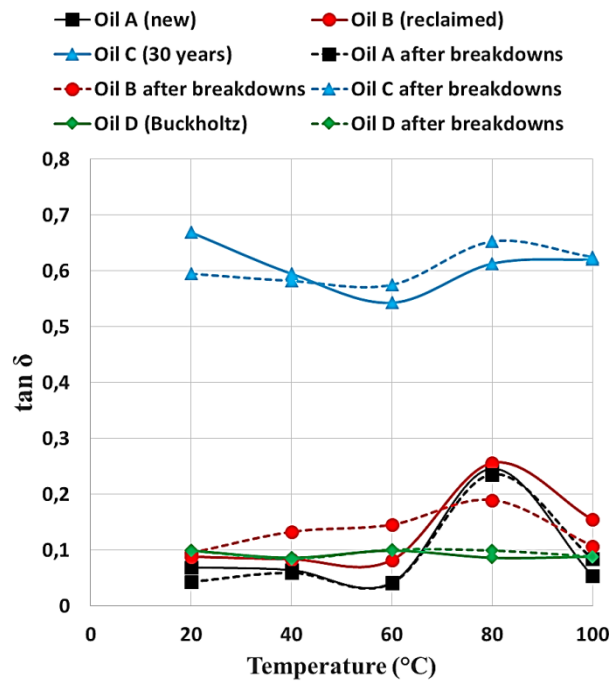 Oil A (new) Oil B (reclaimed)
Oil C (30 years) Oil A after breakdowns
Oil B after breakdowns Oil C after breakdowns
Oil D (Buckholtz) Oil D after breakdowns
0,8
0,7
0,6
0,5
0,4
0,3
0,2
0,1
0
tan δ
0 20 40 60 80 100
Temperature (°C)